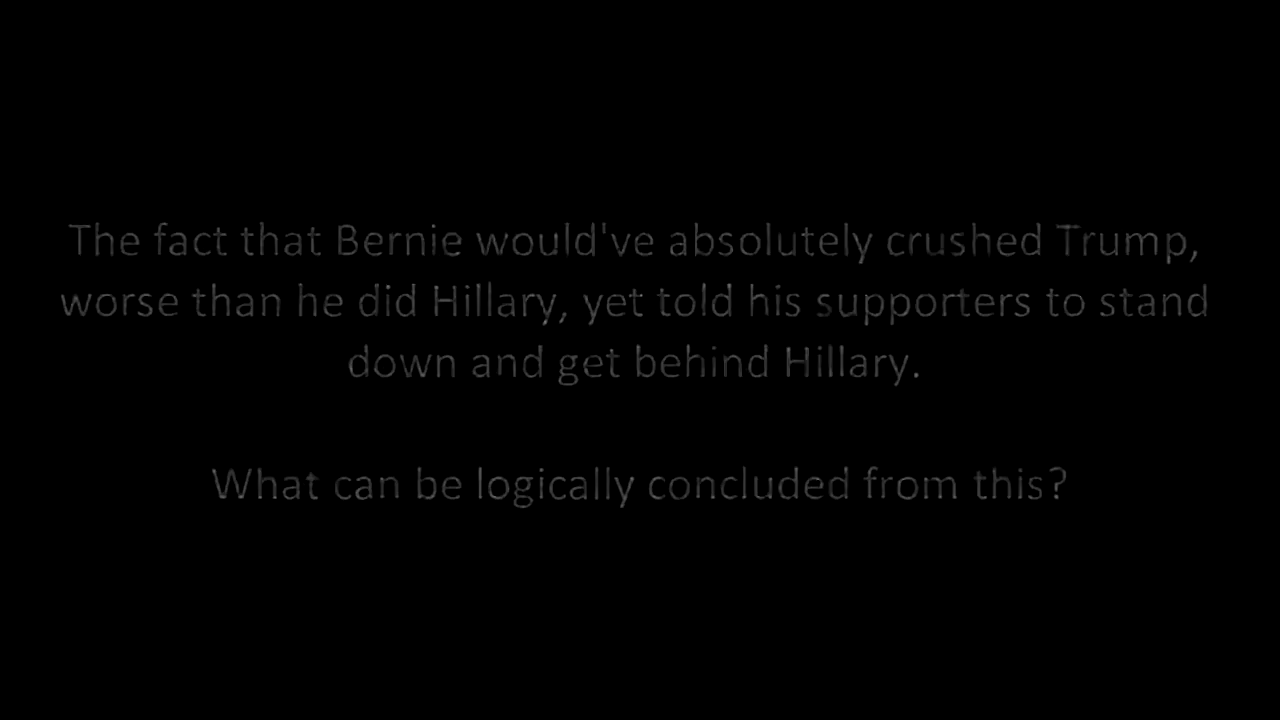 The fact that Bernie would've absolutely crushed Trump,
worse than he did Hillary, yet told his supporters to stand
down and get behind Hillary.
What can be logically concluded from this?